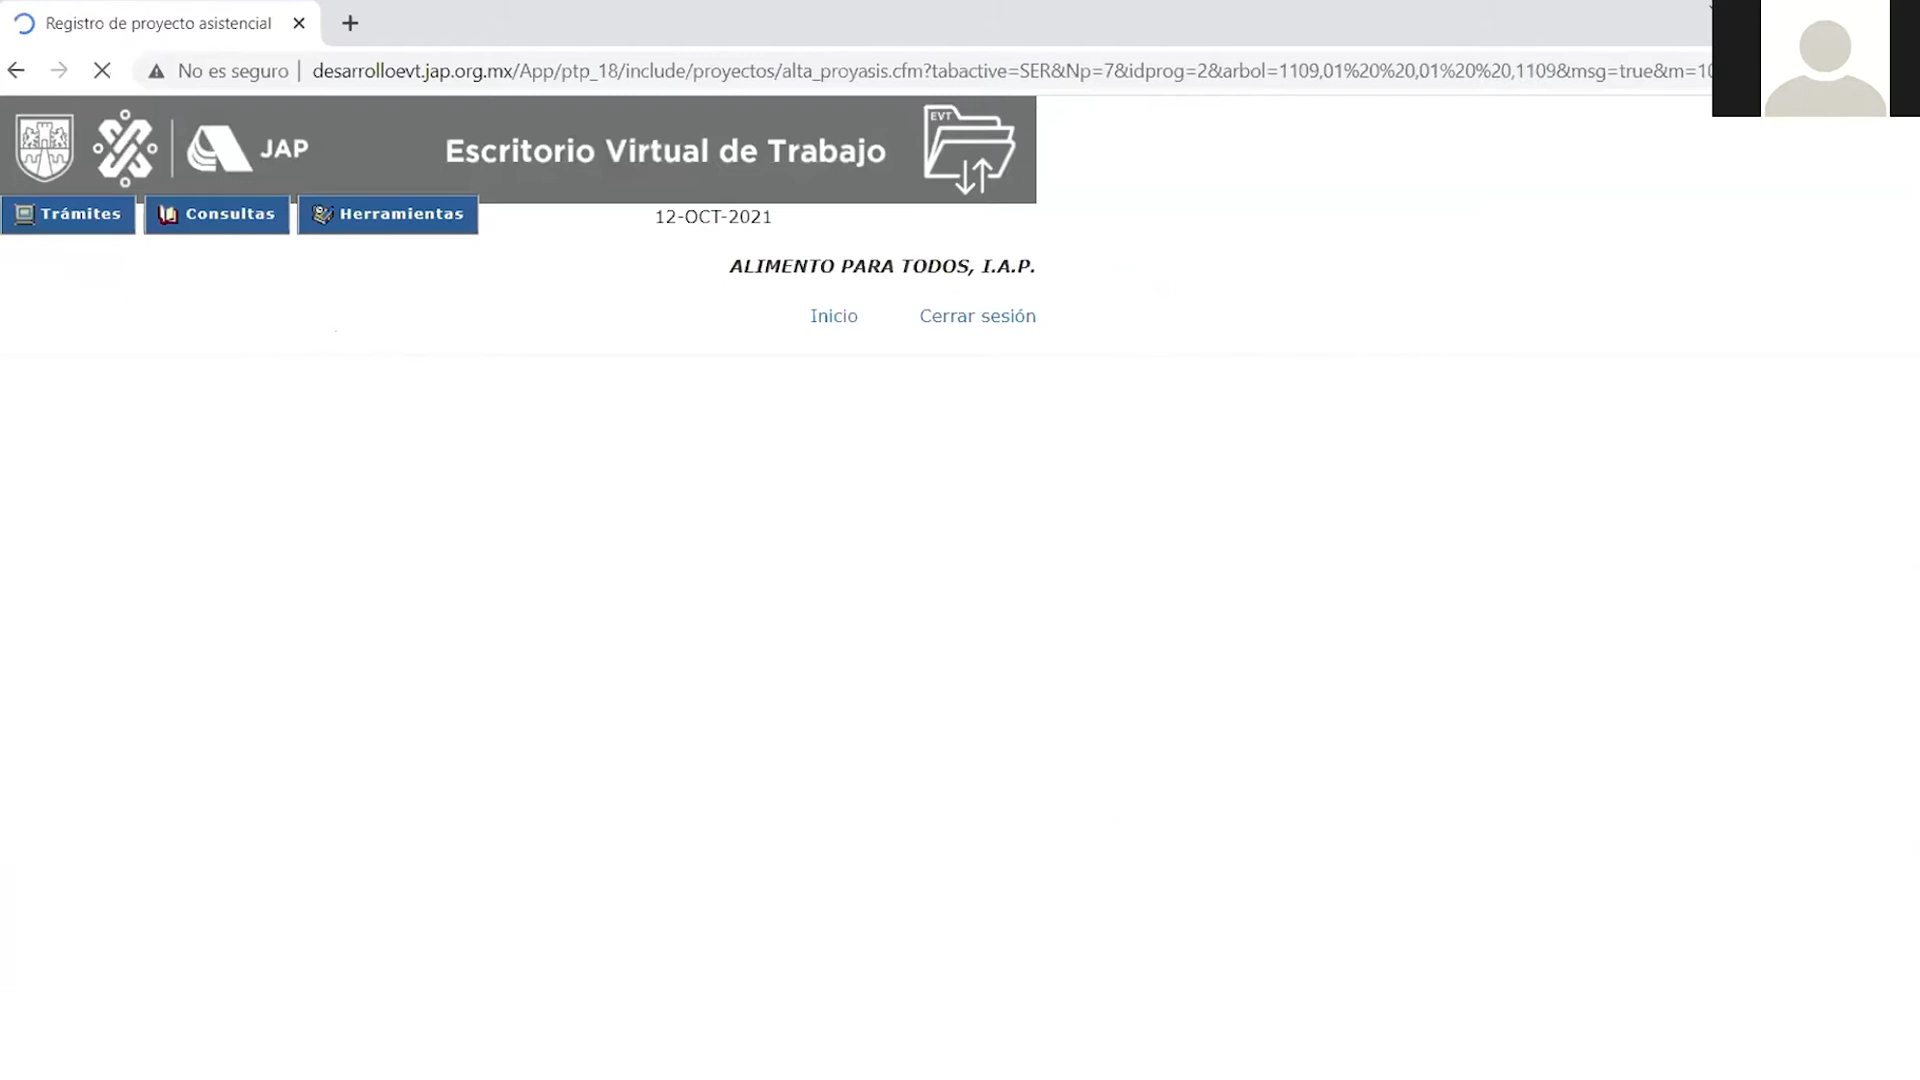 Registro de proyecto asistencial
No es seguro | desarrolloevt.jap.org.mx/App/ptp_18/include/proyectos/alta_proyasis.cfm?tabactive=SER&Np=7&idprog=2&arbol=1109,01%20%20,01%20%20,1109&msg=true&m=10
JAP
Escritorio Virtual de Trabajo
EVT
Trámites
Consultas
Herramientas
12-OCT-2021
ALIMENTO PARA TODOS, I.A.P.
Inicio
Cerrar sesión